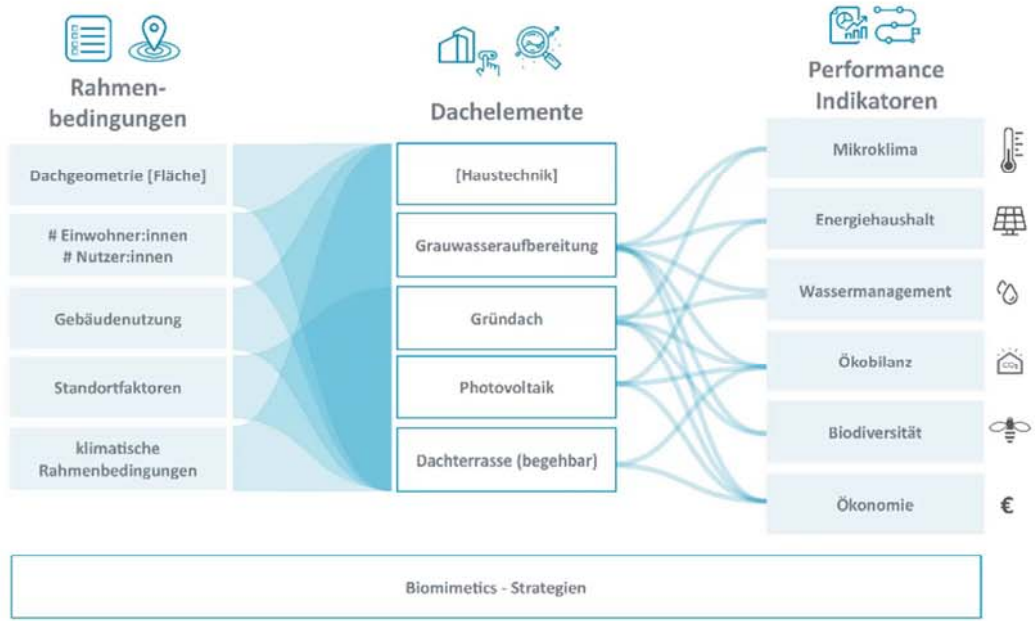 Rahmen-
bedingungen
Dachgeometrie [Fläche]
# Einwohner:innen
# Nutzer:innen
Gebäudenutzung
Standortfaktoren
klimatische
Rahmenbedingungen
Dachelemente
[Haustechnik]
Grauwasseraufbereitung
Gründach
Photovoltaik
Dachterrasse (begehbar)
Performance
Indikatoren
Mikroklima
Energiehaushalt
Wassermanagement
Ökobilanz
CO₂
Biodiversität
Ökonomie
€
Biomimetics - Strategien